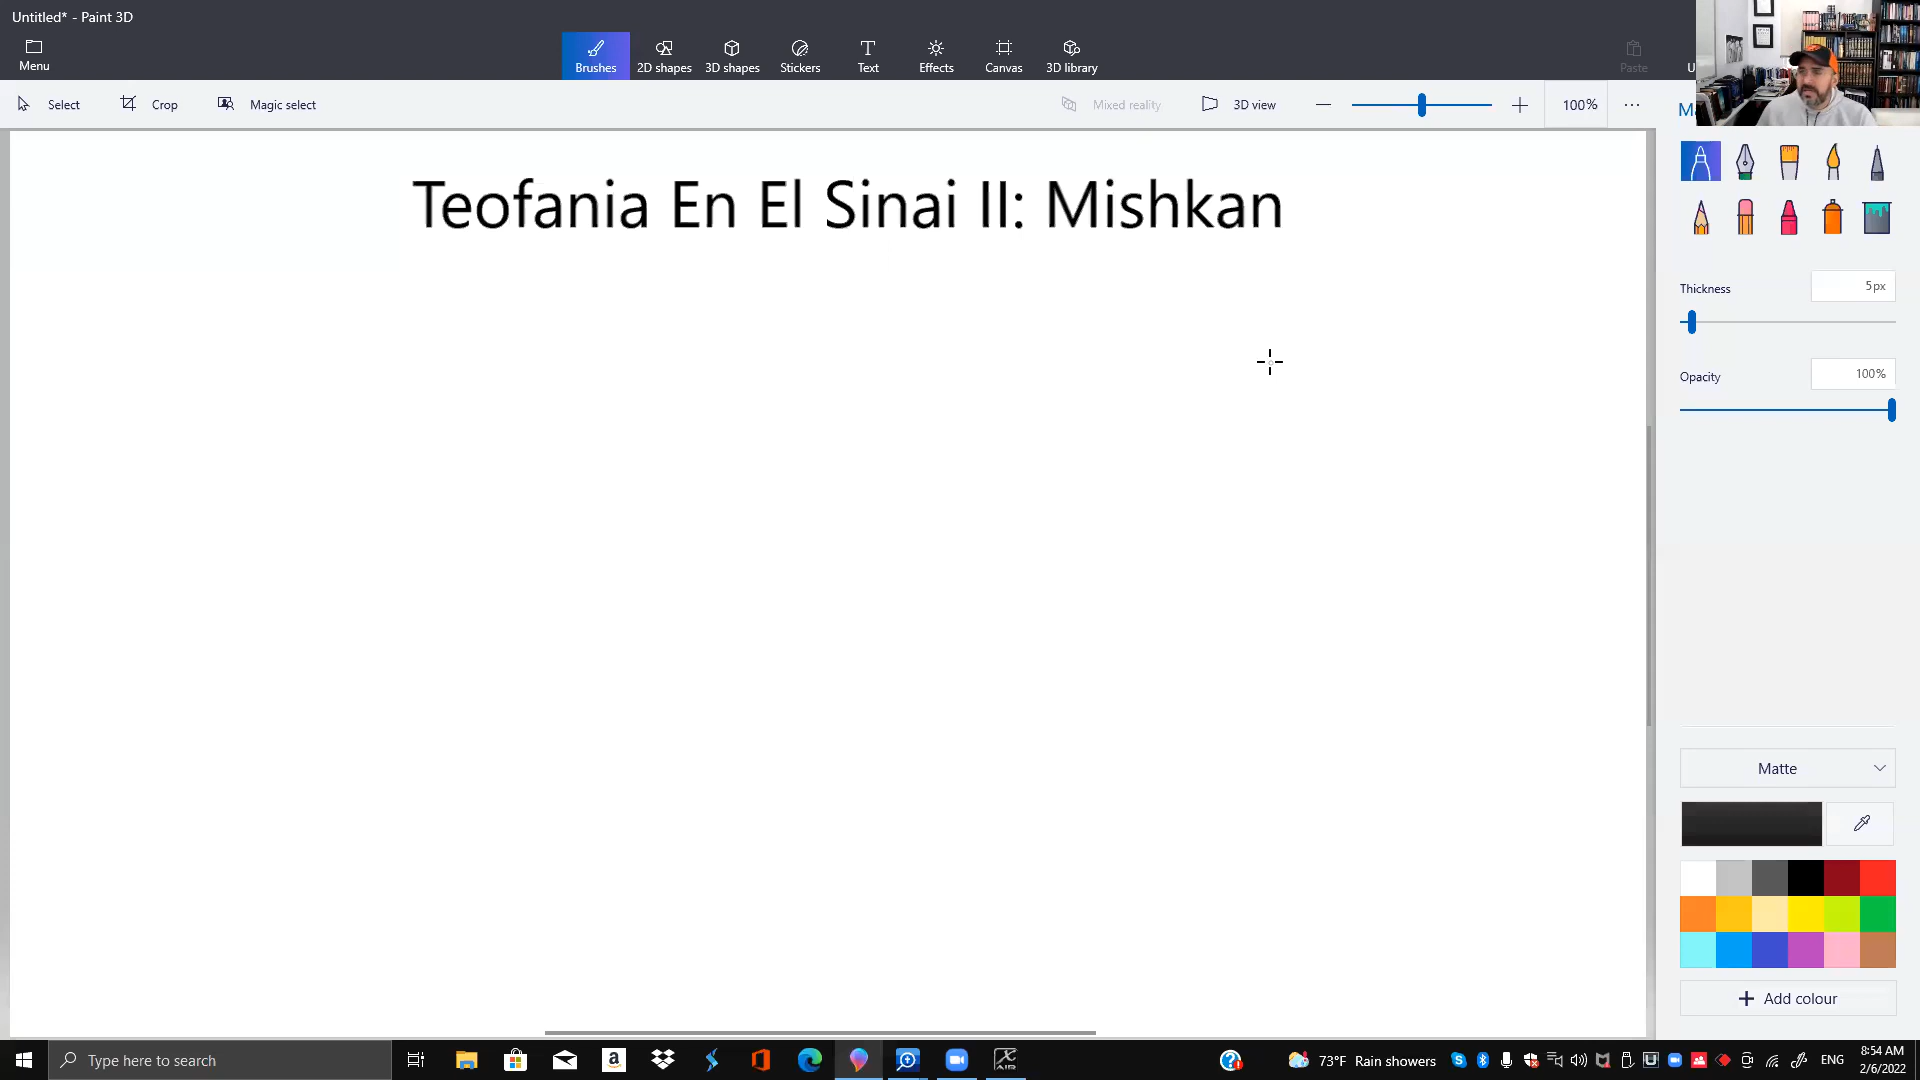 Untitled* - Paint 3D
Menu
Brushes
2D shapes
3D shapes
Stickers
Text
Effects
Canvas
3D library
Paste
U
Select
Crop
Magic select
Mixed reality
3D view
100%
M
Teofania En El Sinai II: Mishkan
Thickness
5px
Opacity
100%
Matte
Add colour
Type here to search
73°F Rain showers
ENG
8:54 AM
2/6/2022